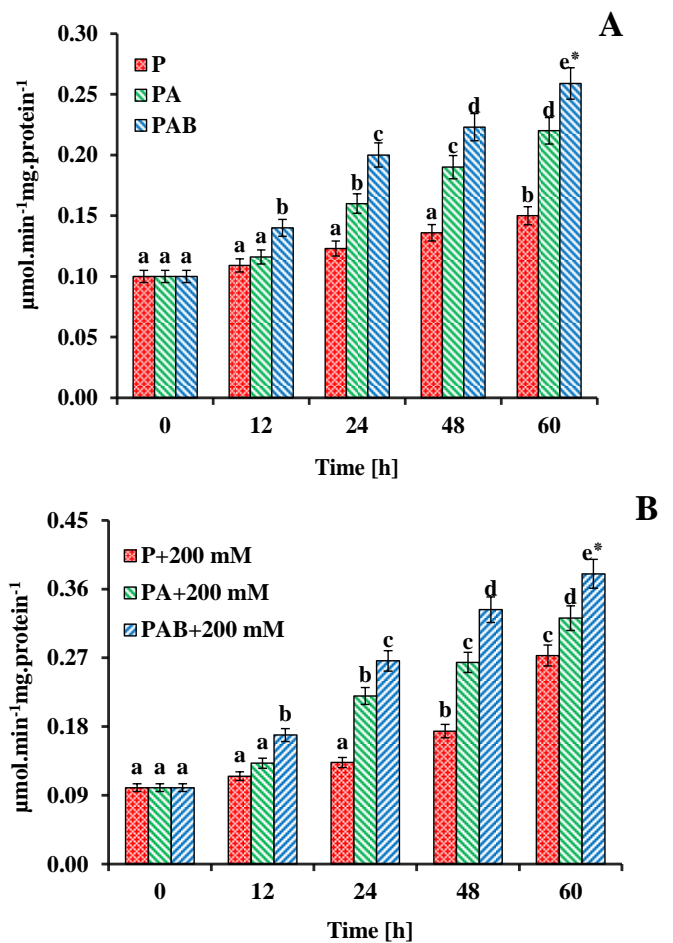 A
0.30
0.25
0.20
0.15
0.10
0.05
0.00
µmol.min-1mg.protein-1
P
PA
PAB
a a a
a a b
a b c
a c d
b d e*
0 12 24 48 60
Time [h]
B
0.45
0.36
0.27
0.18
0.09
0.00
µmol.min-1mg.protein-1
P+200 mM
PA+200 mM
PAB+200 mM
a a a
a a b
a b c
b c d
c d e*
0 12 24 48 60
Time [h]